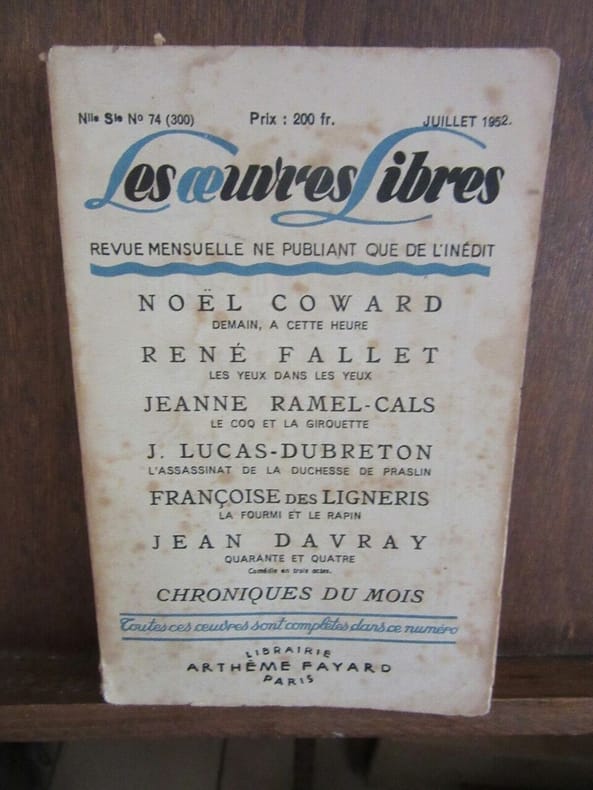 Nlle Sie No 74 (300) Prix : 200 fr. JUILLET 1952.
Les œuvres Libres
REVUE MENSUELLE NE PUBLIANT QUE DE L'INÉDIT
NOËL COWARD
DEMAIN, A CETTE HEURE
RENÉ FALLET
LES YEUX DANS LES YEUX
JEANNE RAMEL-CALS
LE COQ ET LA GIROUETTE
J. LUCAS-DUBRETON
L'ASSASSINAT DE LA DUCHESSE DE PRASLIN
FRANÇOISE DES LIGNERIS
LA FOURMI ET LE RAPIN
JEAN DAVRAY
QUARANTE ET QUATRE
Comédie en trois actes.
CHRONIQUES DU MOIS
Toutes ces œuvres sont complètes dans ce numéro
LIBRAIRIE
ARTHÈME FAYARD
PARIS